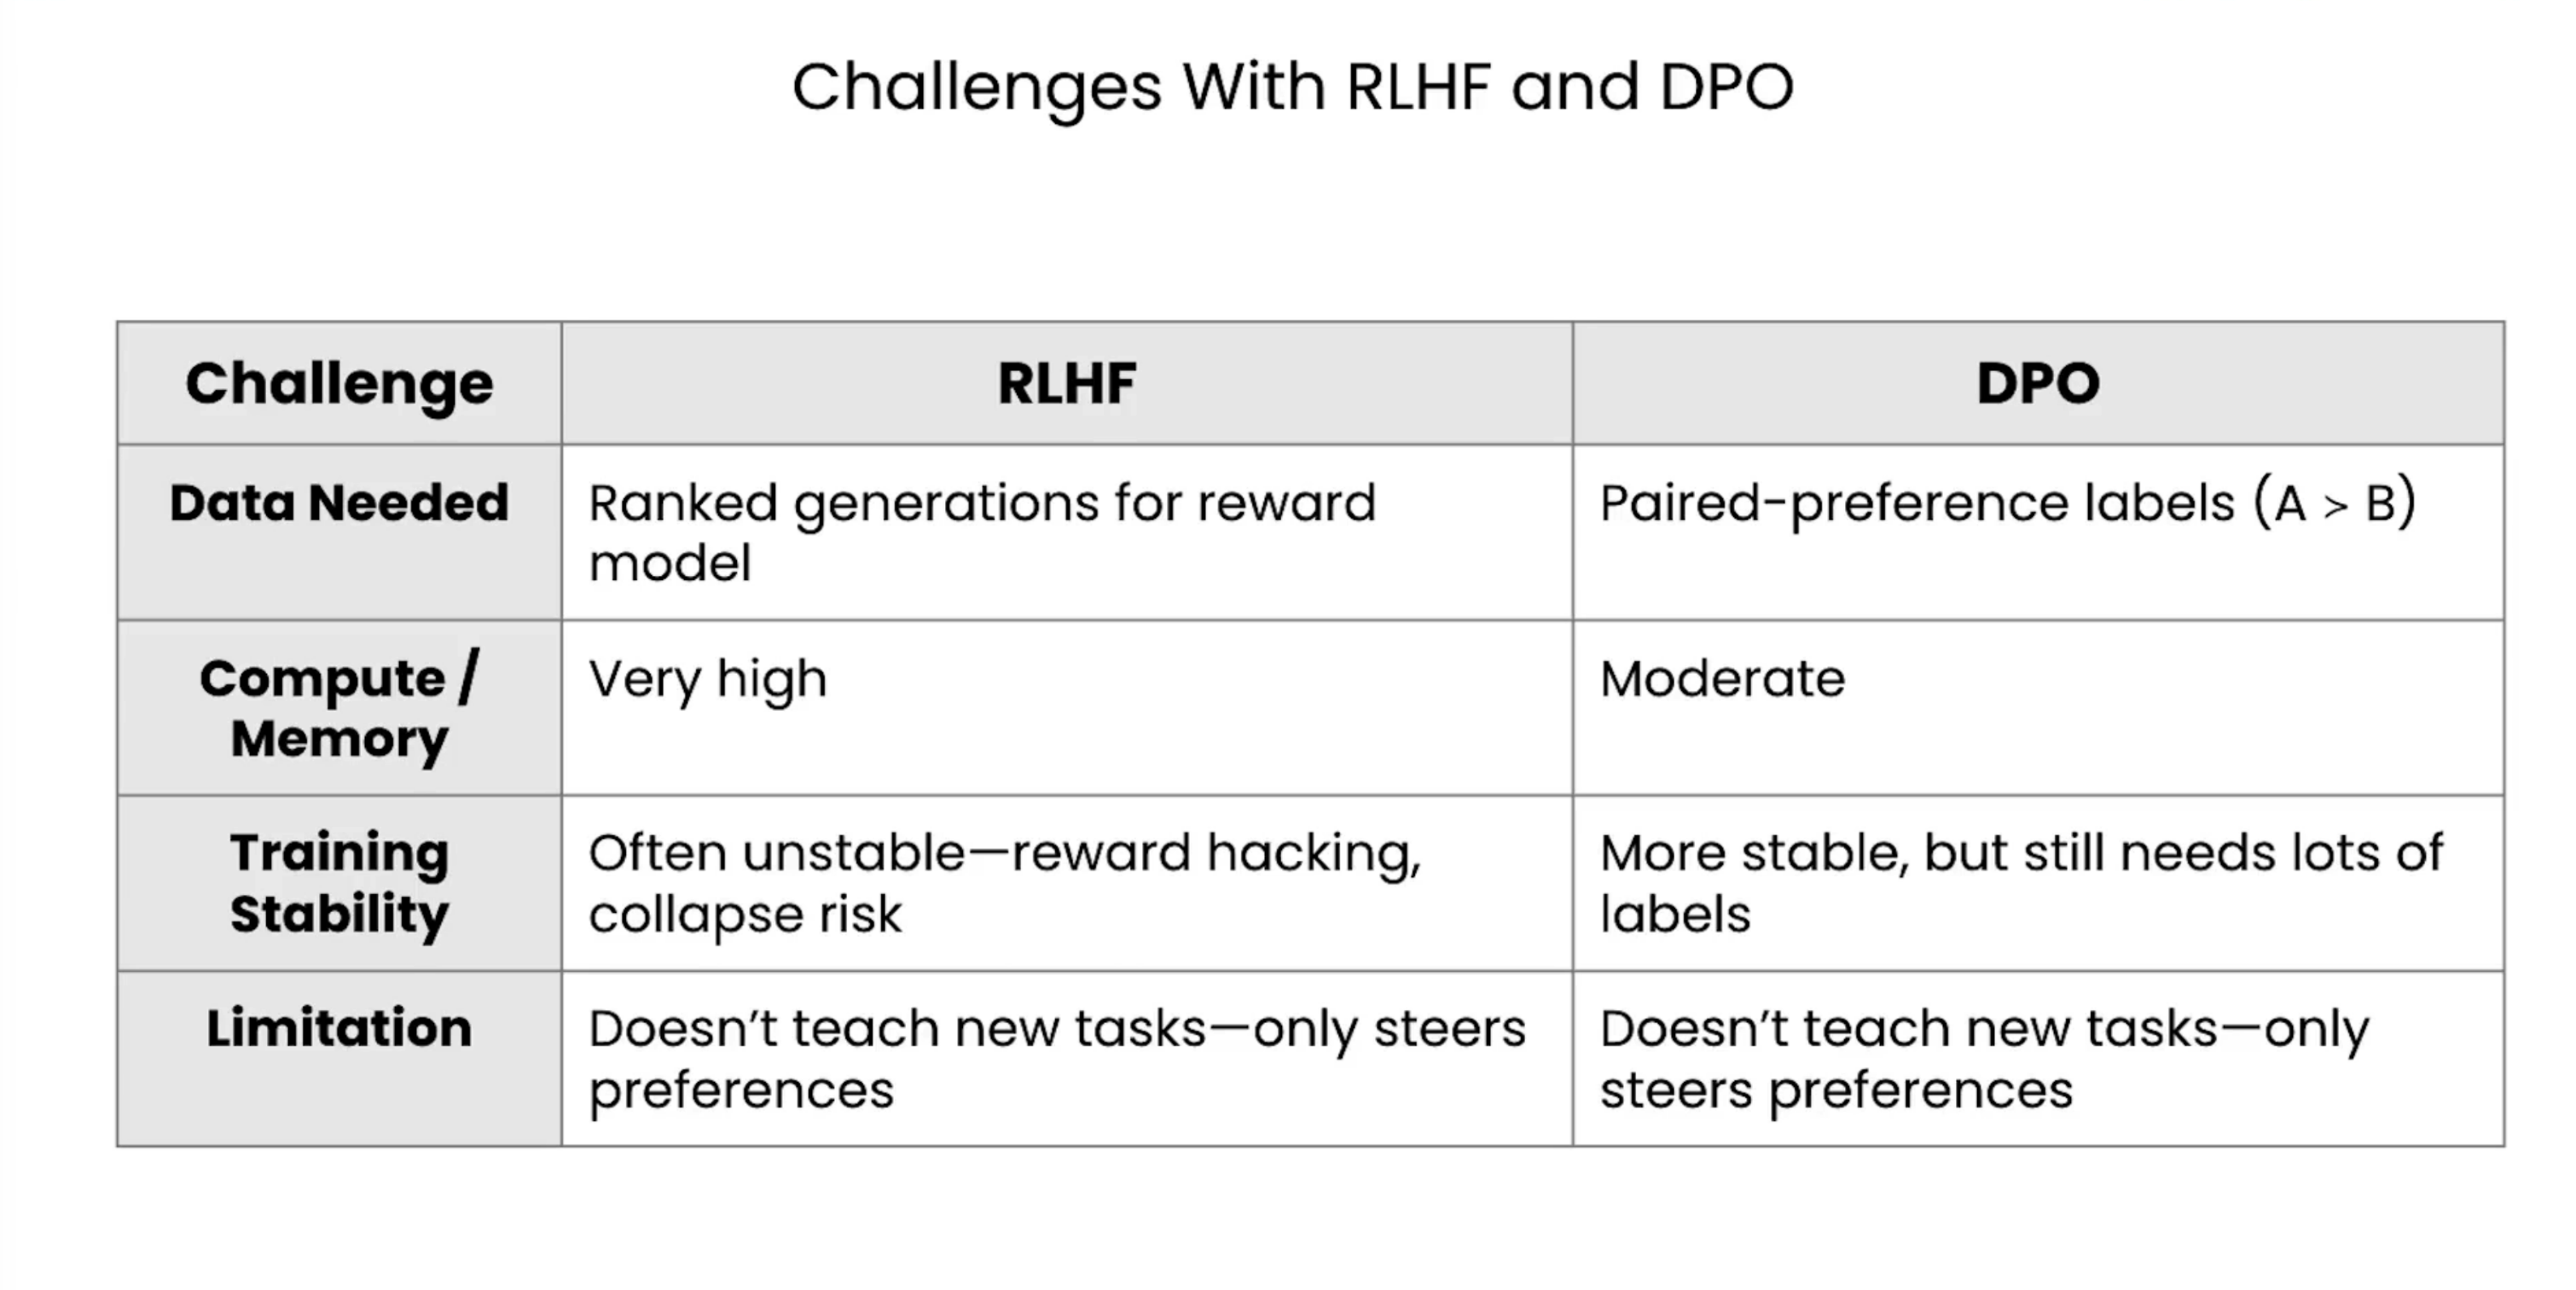 Challenges With RLHF and DPO
Challenge
RLHF
DPO
Data Needed
Ranked generations for reward
model
Paired-preference labels (A > B)
Compute /
Memory
Very high
Moderate
Training
Stability
Often unstable—reward hacking,
collapse risk
More stable, but still needs lots of
labels
Limitation
Doesn’t teach new tasks—only steers
preferences
Doesn’t teach new tasks—only
steers preferences